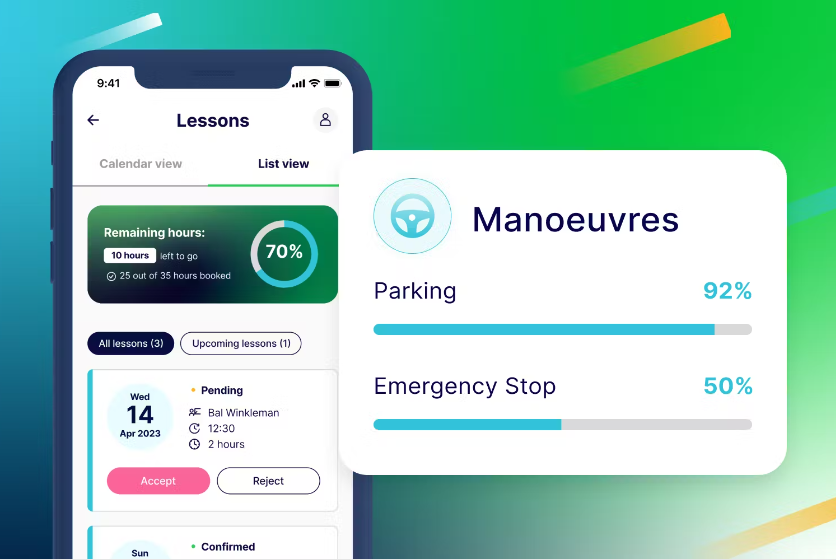 9:41
Lessons
Calendar view
List view
Remaining hours:
10 hours left to go
25 out of 35 hours booked
70%
All lessons (3)
Upcoming lessons (1)
Wed
14
Apr 2023
Pending
Bal Winkleman
12:30
2 hours
Accept
Reject
Sun
Confirmed
Manoeuvres
Parking 92%
Emergency Stop 50%